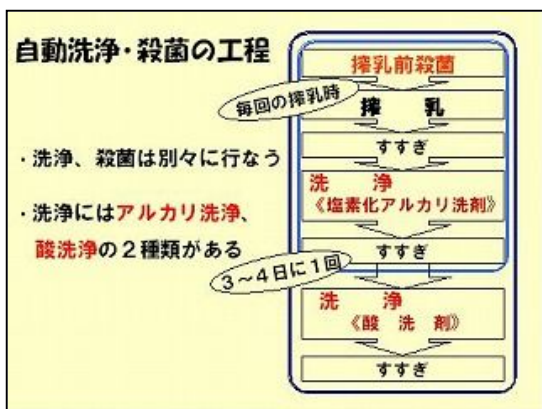 自動洗浄・殺菌の工程
・洗浄、殺菌は別々に行なう
・洗浄にはアルカリ洗浄、
酸洗浄の２種類がある
搾乳前殺菌
毎回の搾乳時
搾　乳
すすぎ
洗　浄
《塩素化アルカリ洗剤》
すすぎ
３～４日に１回
洗　浄
《酸　洗　剤》
すすぎ